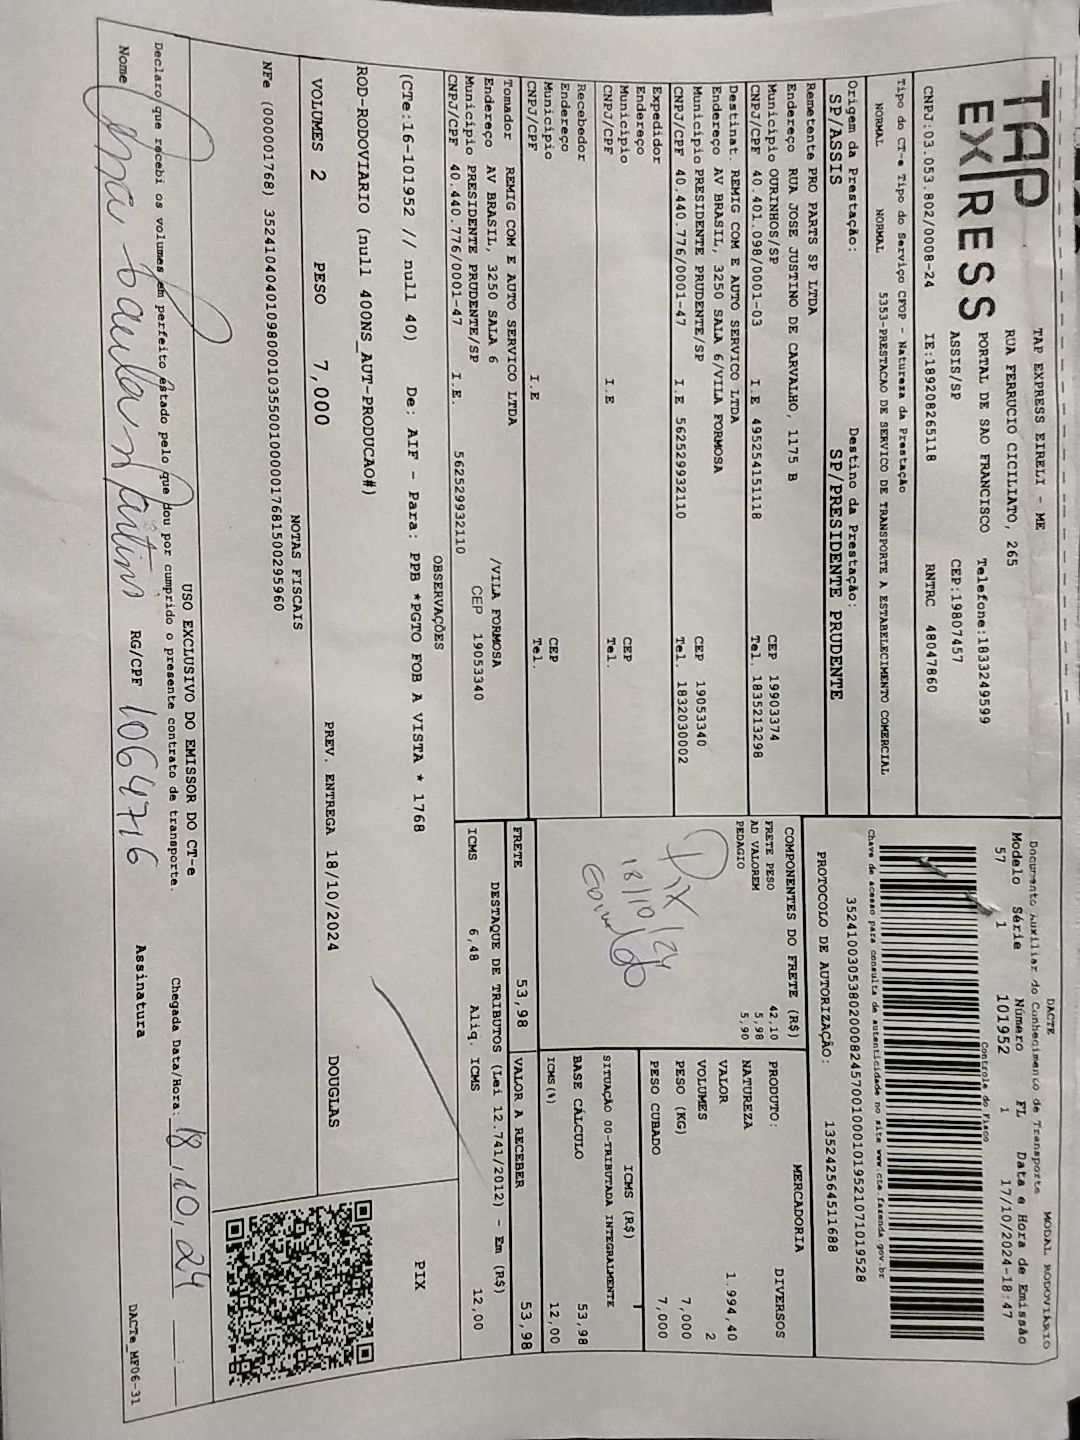 TAP EXPRESS
TAP EXPRESS EIRELI - ME
RUA FERRUCIO CICILIATO, 265
PORTAL DE SAO FRANCISCO Telefone:1833249599
ASSIS/SP CEP:19807457
CNPJ:03.053.802/0008-24 IE:189208265118 RNTRC 48047860
Tipo do CT-e Tipo do Serviço CFOP - Natureza da Prestação
NORMAL NORMAL 5353-PRESTACAO DE SERVICO DE TRANSPORTE A ESTABELECIMENTO COMERCIAL
Origem da Prestação: Destino da Prestação:
SP/ASSIS SP/PRESIDENTE PRUDENTE
Remetente PRO PARTS SP LTDA
Endereço RUA JOSE JUSTINO DE CARVALHO, 1175 B
Município OURINHOS/SP CEP 19903374
CNPJ/CPF 40.401.098/0001-03 I.E 495254151118 Tel. 1835213298
Destinat. REMIG COM E AUTO SERVICO LTDA
Endereço AV BRASIL, 3250 SALA 6/VILA FORMOSA
Município PRESIDENTE PRUDENTE/SP CEP 19053340
CNPJ/CPF 40.440.776/0001-47 I.E 562529932110 Tel. 1832030002
Expedidor
Endereço
Município CEP
CNPJ/CPF I.E Tel.
Recebedor
Endereço
Município CEP
CNPJ/CPF I.E Tel.
Tomador REMIG COM E AUTO SERVICO LTDA
Endereço AV BRASIL, 3250 SALA 6 /VILA FORMOSA
Município PRESIDENTE PRUDENTE/SP CEP 19053340
CNPJ/CPF 40.440.776/0001-47 I.E. 562529932110
DACTE MODAL RODOVIÁRIO
Documento Auxiliar do Conhecimento de Transporte
Modelo Série Número FL Data e Hora de Emissão
57 1 101952 1 17/10/2024-18:47
Controle do Fisco
Chave de acesso para consulta de autenticidade no site www.cte.fazenda.gov.br
35241003053802000824570010001019521071019528
PROTOCOLO DE AUTORIZAÇÃO: 135242564511688
COMPONENTES DO FRETE (R$)
FRETE PESO 42,10
AD VALOREM 5,98
PEDAGIO 5,90
Pix
18/10/24
MERCADORIA
PRODUTO: DIVERSOS
NATUREZA
VALOR 1.994,40
VOLUMES 2
PESO (KG) 7,000
PESO CUBADO 7,000
ICMS (R$)
SITUAÇÃO 00-TRIBUTADA INTEGRALMENTE
BASE CÁLCULO 53,98
ICMS(%) 12,00
FRETE 53,98 VALOR A RECEBER 53,98
DESTAQUE DE TRIBUTOS (Lei 12.741/2012) - Em (R$)
ICMS 6,48 Aliq. ICMS 12,00
OBSERVAÇÕES
(CTe:16-101952 // null 40) De: AIF - Para: PPB *PGTO FOB A VISTA * 1768
PIX
ROD-RODOVIARIO (null 400NS_AUT-PRODUCAO#)
VOLUMES 2 PESO 7,000 PREV. ENTREGA 18/10/2024 DOUGLAS
NOTAS FISCAIS
NFe (000001768) 35241040401098000103550010000017681500295960
USO EXCLUSIVO DO EMISSOR DO CT-e
Declaro que recebi os volumes em perfeito estado pelo que dou por cumprido o presente contrato de transporte. Chegada Data/Hora: 18,10,24 :
Nome Ana Paula Martins RG/CPF 1064716 Assinatura
DACTe_MF06-31